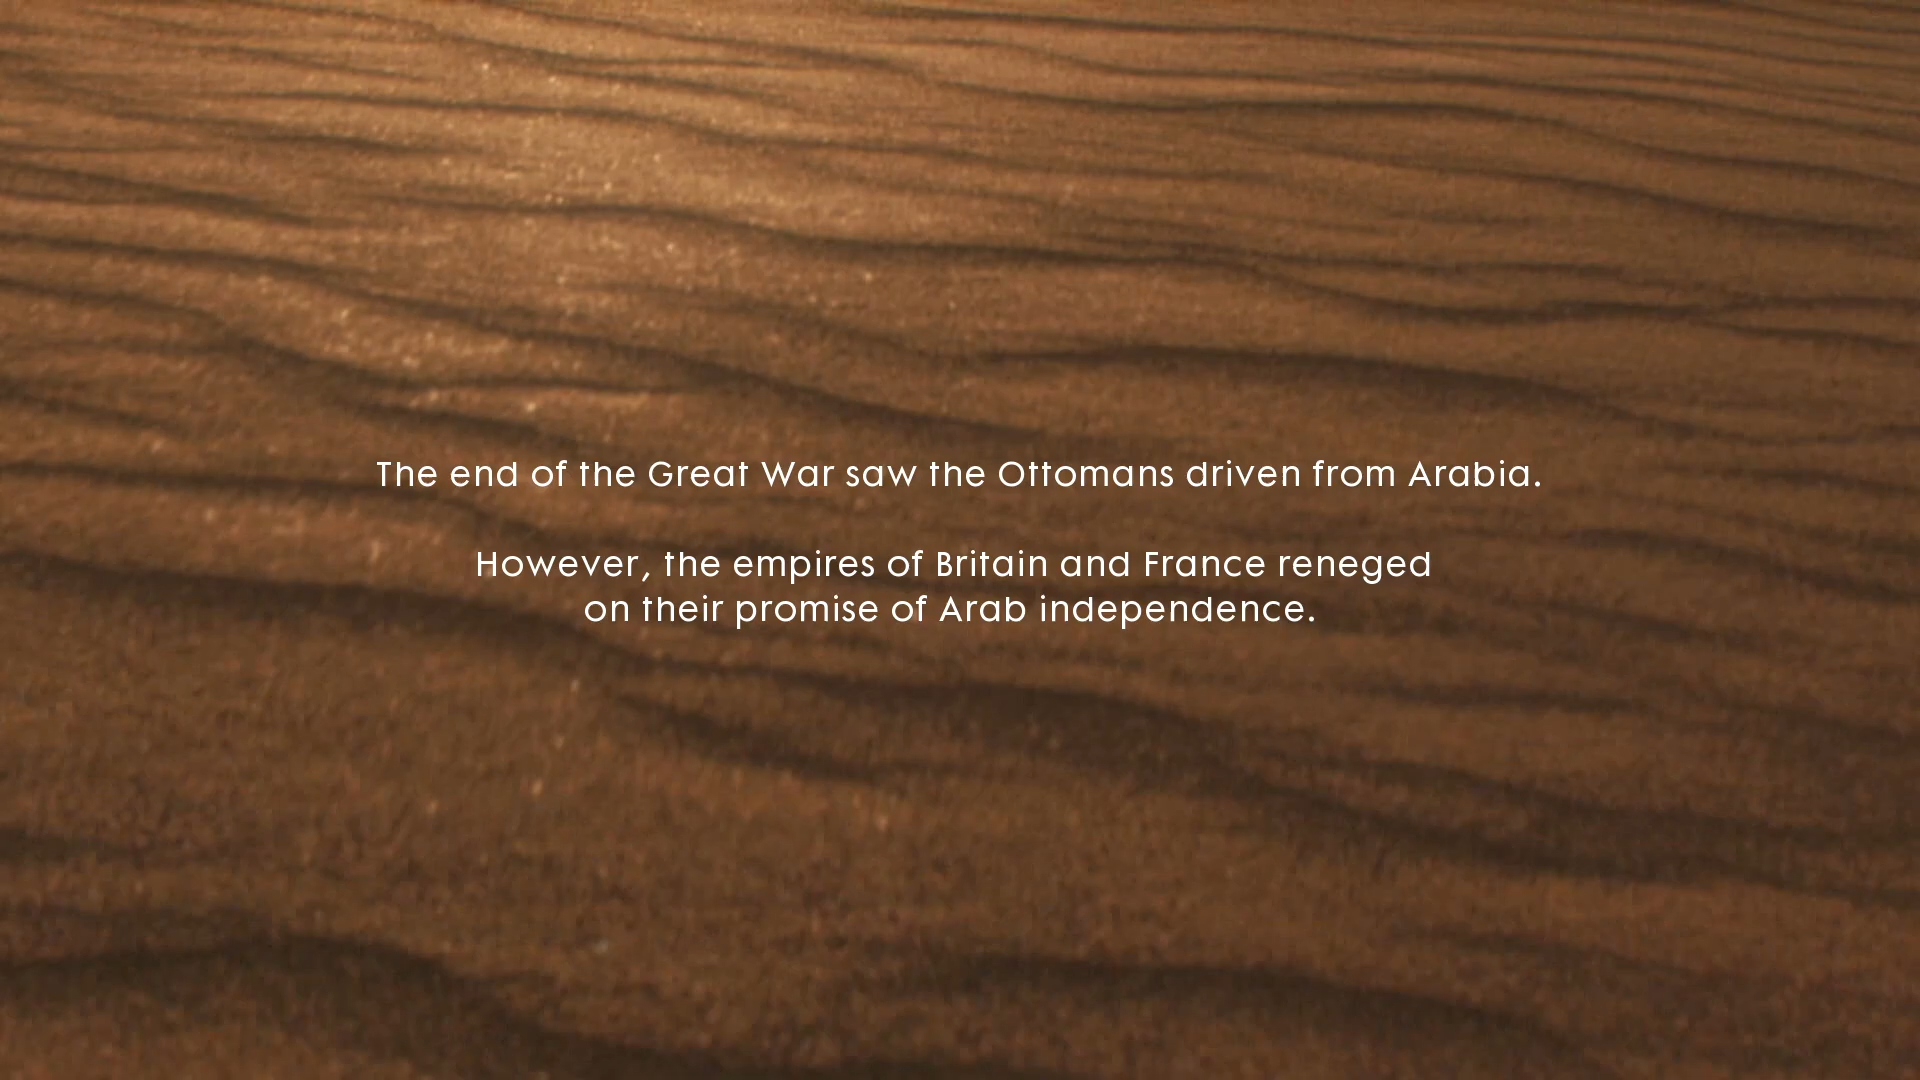 The end of the Great War saw the Ottomans driven from Arabia.
However, the empires of Britain and France reneged
on their promise of Arab independence.